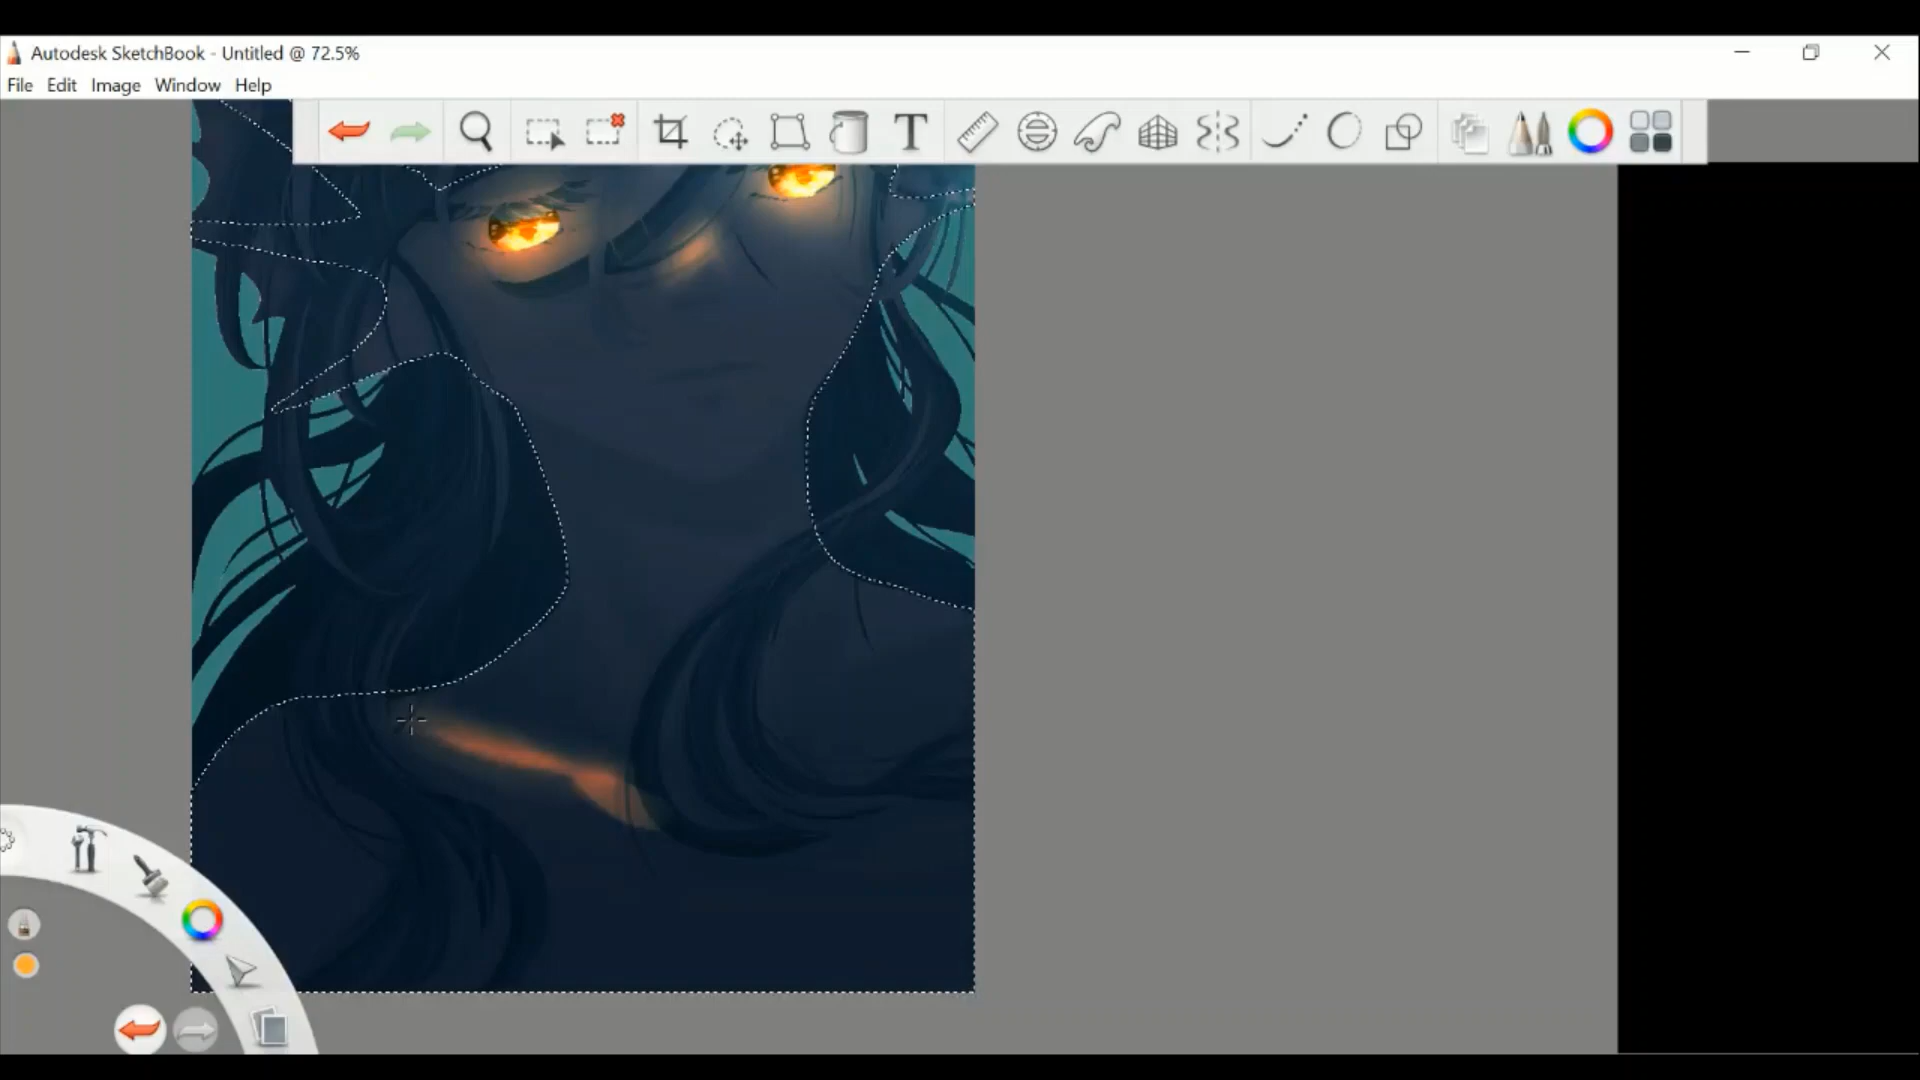 Autodesk SketchBook - Untitled @ 72.5%
File Edit Image Window Help
T